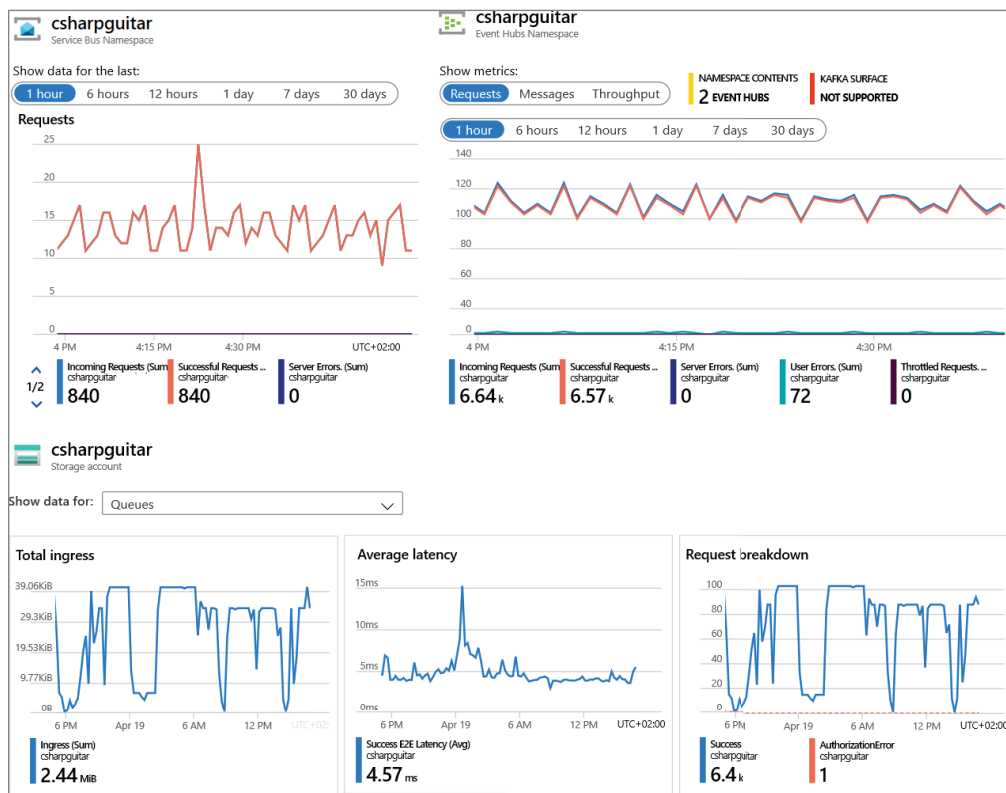 csharpguitar
Service Bus Namespace
Show data for the last:
1 hour 6 hours 12 hours 1 day 7 days 30 days
Requests
25
20
15
10
5
0
4 PM 4:15 PM 4:30 PM UTC+02:00
1/2
Incoming Requests (Sum) Successful Requests ... Server Errors. (Sum)
csharpguitar csharpguitar csharpguitar
840 840 0
csharpguitar
Event Hubs Namespace
Show metrics:
Requests Messages Throughput
NAMESPACE CONTENTS
2 EVENT HUBS
KAFKA SURFACE
NOT SUPPORTED
1 hour 6 hours 12 hours 1 day 7 days 30 days
140
120
100
80
60
40
0
4 PM 4:15 PM 4:30 PM
Incoming Requests (Sum Successful Requests ... Server Errors. (Sum) User Errors. (Sum) Throttled Requests. ...
csharpguitar csharpguitar csharpguitar csharpguitar csharpguitar
6.64 k 6.57 k 0 72 0
csharpguitar
Storage account
Show data for: Queues
Total ingress
39.06KiB
29.3KiB
19.53KiB
9.77KiB
0B
6 PM Apr 19 6 AM 12 PM UTC+02:00
Ingress (Sum)
csharpguitar
2.44 MiB
Average latency
15ms
10ms
5ms
0ms
6 PM Apr 19 6 AM 12 PM UTC+02:00
Success E2E Latency (Avg)
csharpguitar
4.57 ms
Request breakdown
100
80
60
40
20
0
6 PM Apr 19 6 AM 12 PM UTC+02:00
Success AuthorizationError
csharpguitar csharpguitar
6.4 k 1